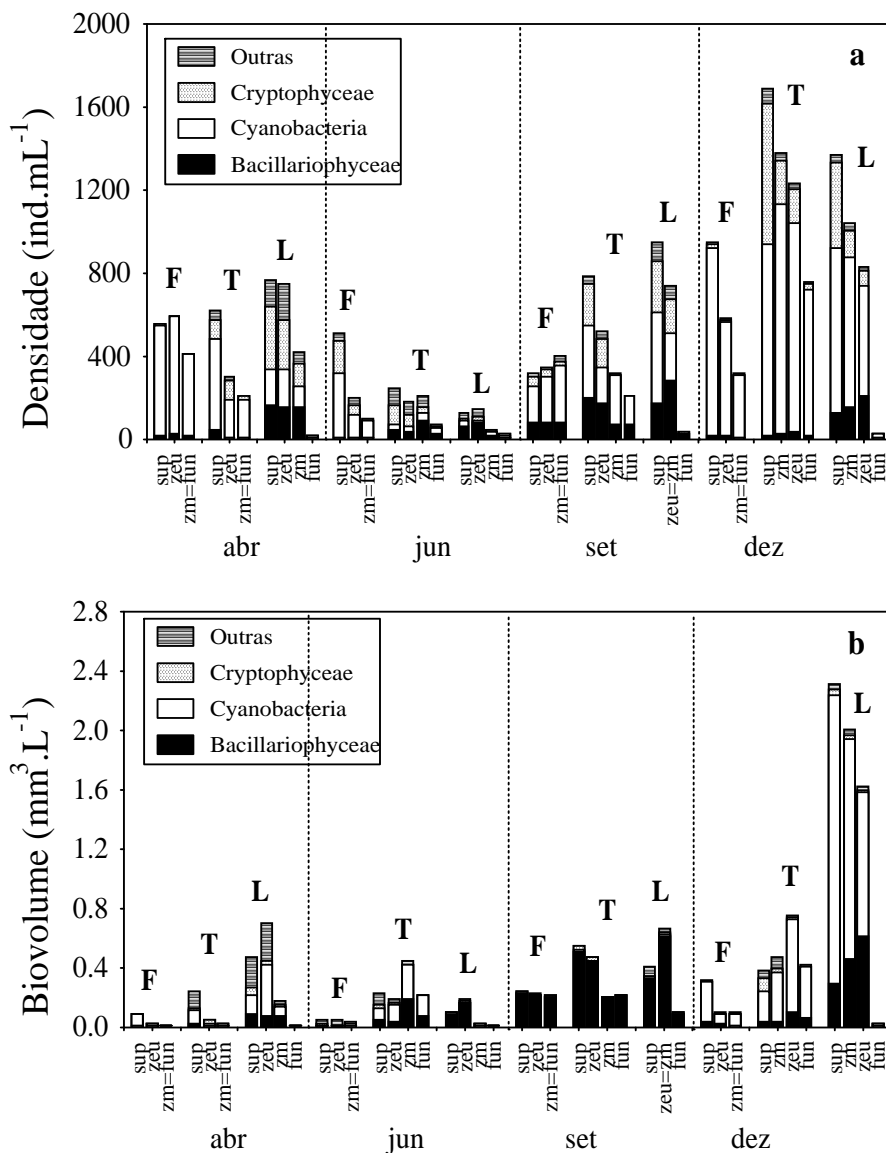 2000
1600
1200
800
400
0
Densidade (ind.mL⁻¹)
Outras
Cryptophyceae
Cyanobacteria
Bacillariophyceae
a
F T L F T L F T L F T L
sup zeu zm=fun sup zeu zm=fun sup zeu zm fun sup zeu zm=fun sup zeu zm fun sup zeu zm fun sup zeu zm=fun sup zeu zm fun sup zeu=zm fun sup zeu zm=fun sup zm zeu fun sup zm zeu fun
abr jun set dez
2.8
2.4
2.0
1.6
1.2
0.8
0.4
0.0
Biovolume (mm³.L⁻¹)
Outras
Cryptophyceae
Cyanobacteria
Bacillariophyceae
b
F T L F T L F T L F T L
sup zeu zm=fun sup zeu zm=fun sup zeu zm fun sup zeu zm=fun sup zeu zm fun sup zeu zm fun sup zeu zm=fun sup zeu zm fun sup zeu=zm fun sup zeu zm=fun sup zm zeu fun sup zm zeu fun
abr jun set dez